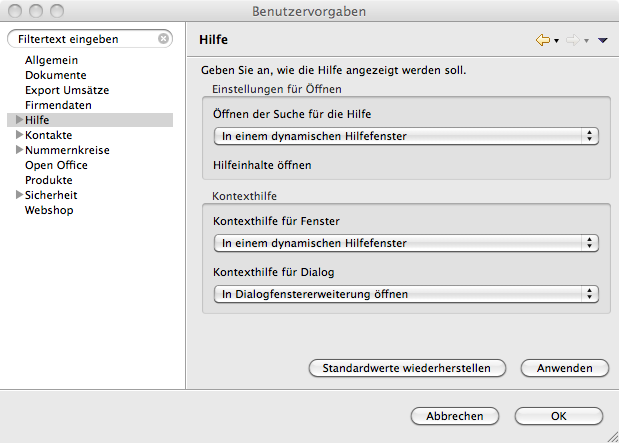 Benutzervorgaben
Filtertext eingeben
Allgemein
Dokumente
Export Umsätze
Firmendaten
Hilfe
Kontakte
Nummernkreise
Open Office
Produkte
Sicherheit
Webshop
Hilfe
Geben Sie an, wie die Hilfe angezeigt werden soll.
Einstellungen für Öffnen
Öffnen der Suche für die Hilfe
In einem dynamischen Hilfefenster
Hilfeinhalte öffnen
Kontexthilfe
Kontexthilfe für Fenster
In einem dynamischen Hilfefenster
Kontexthilfe für Dialog
In Dialogfenstererweiterung öffnen
Standardwerte wiederherstellen
Anwenden
Abbrechen
OK